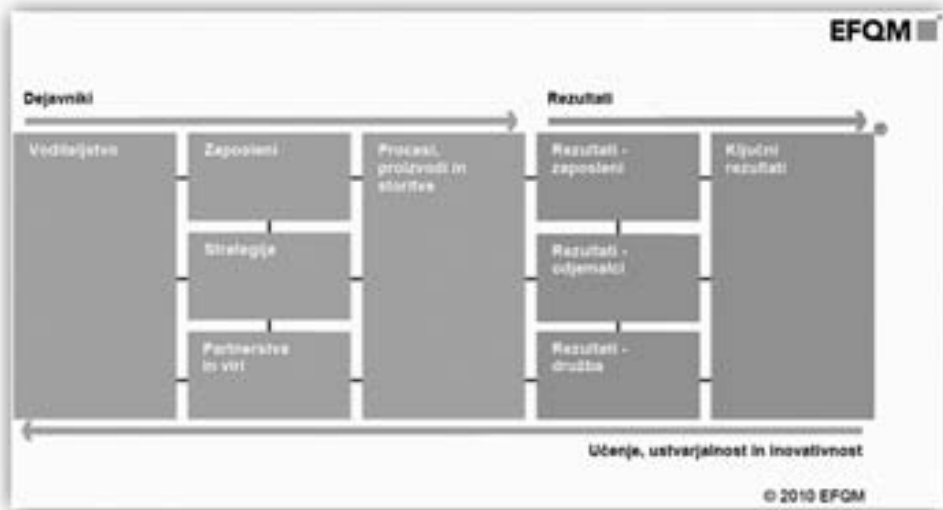 EFQM
Dejavniki
Rezultati
Voditeljstvo
Zaposleni
Procesi,
proizvodi in
storitve
Rezultati -
zaposleni
Ključni
rezultati
Strategija
Rezultati -
odjemalci
Partnerstva
in viri
Rezultati -
družba
Učenje, ustvarjalnost in inovativnost
© 2010 EFQM